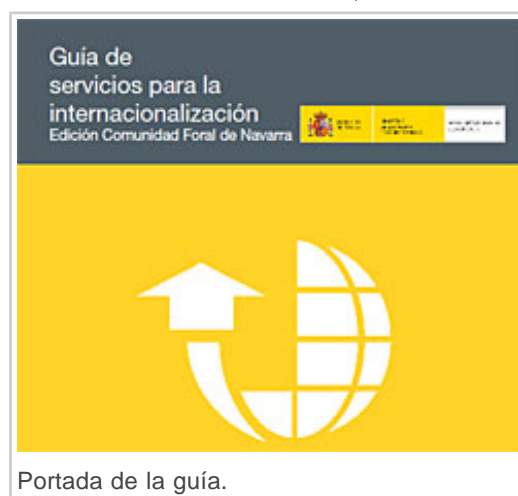 Guía de
servicios para la
internacionalización
Edición Comunidad Foral de Navarra
Portada de la guía.